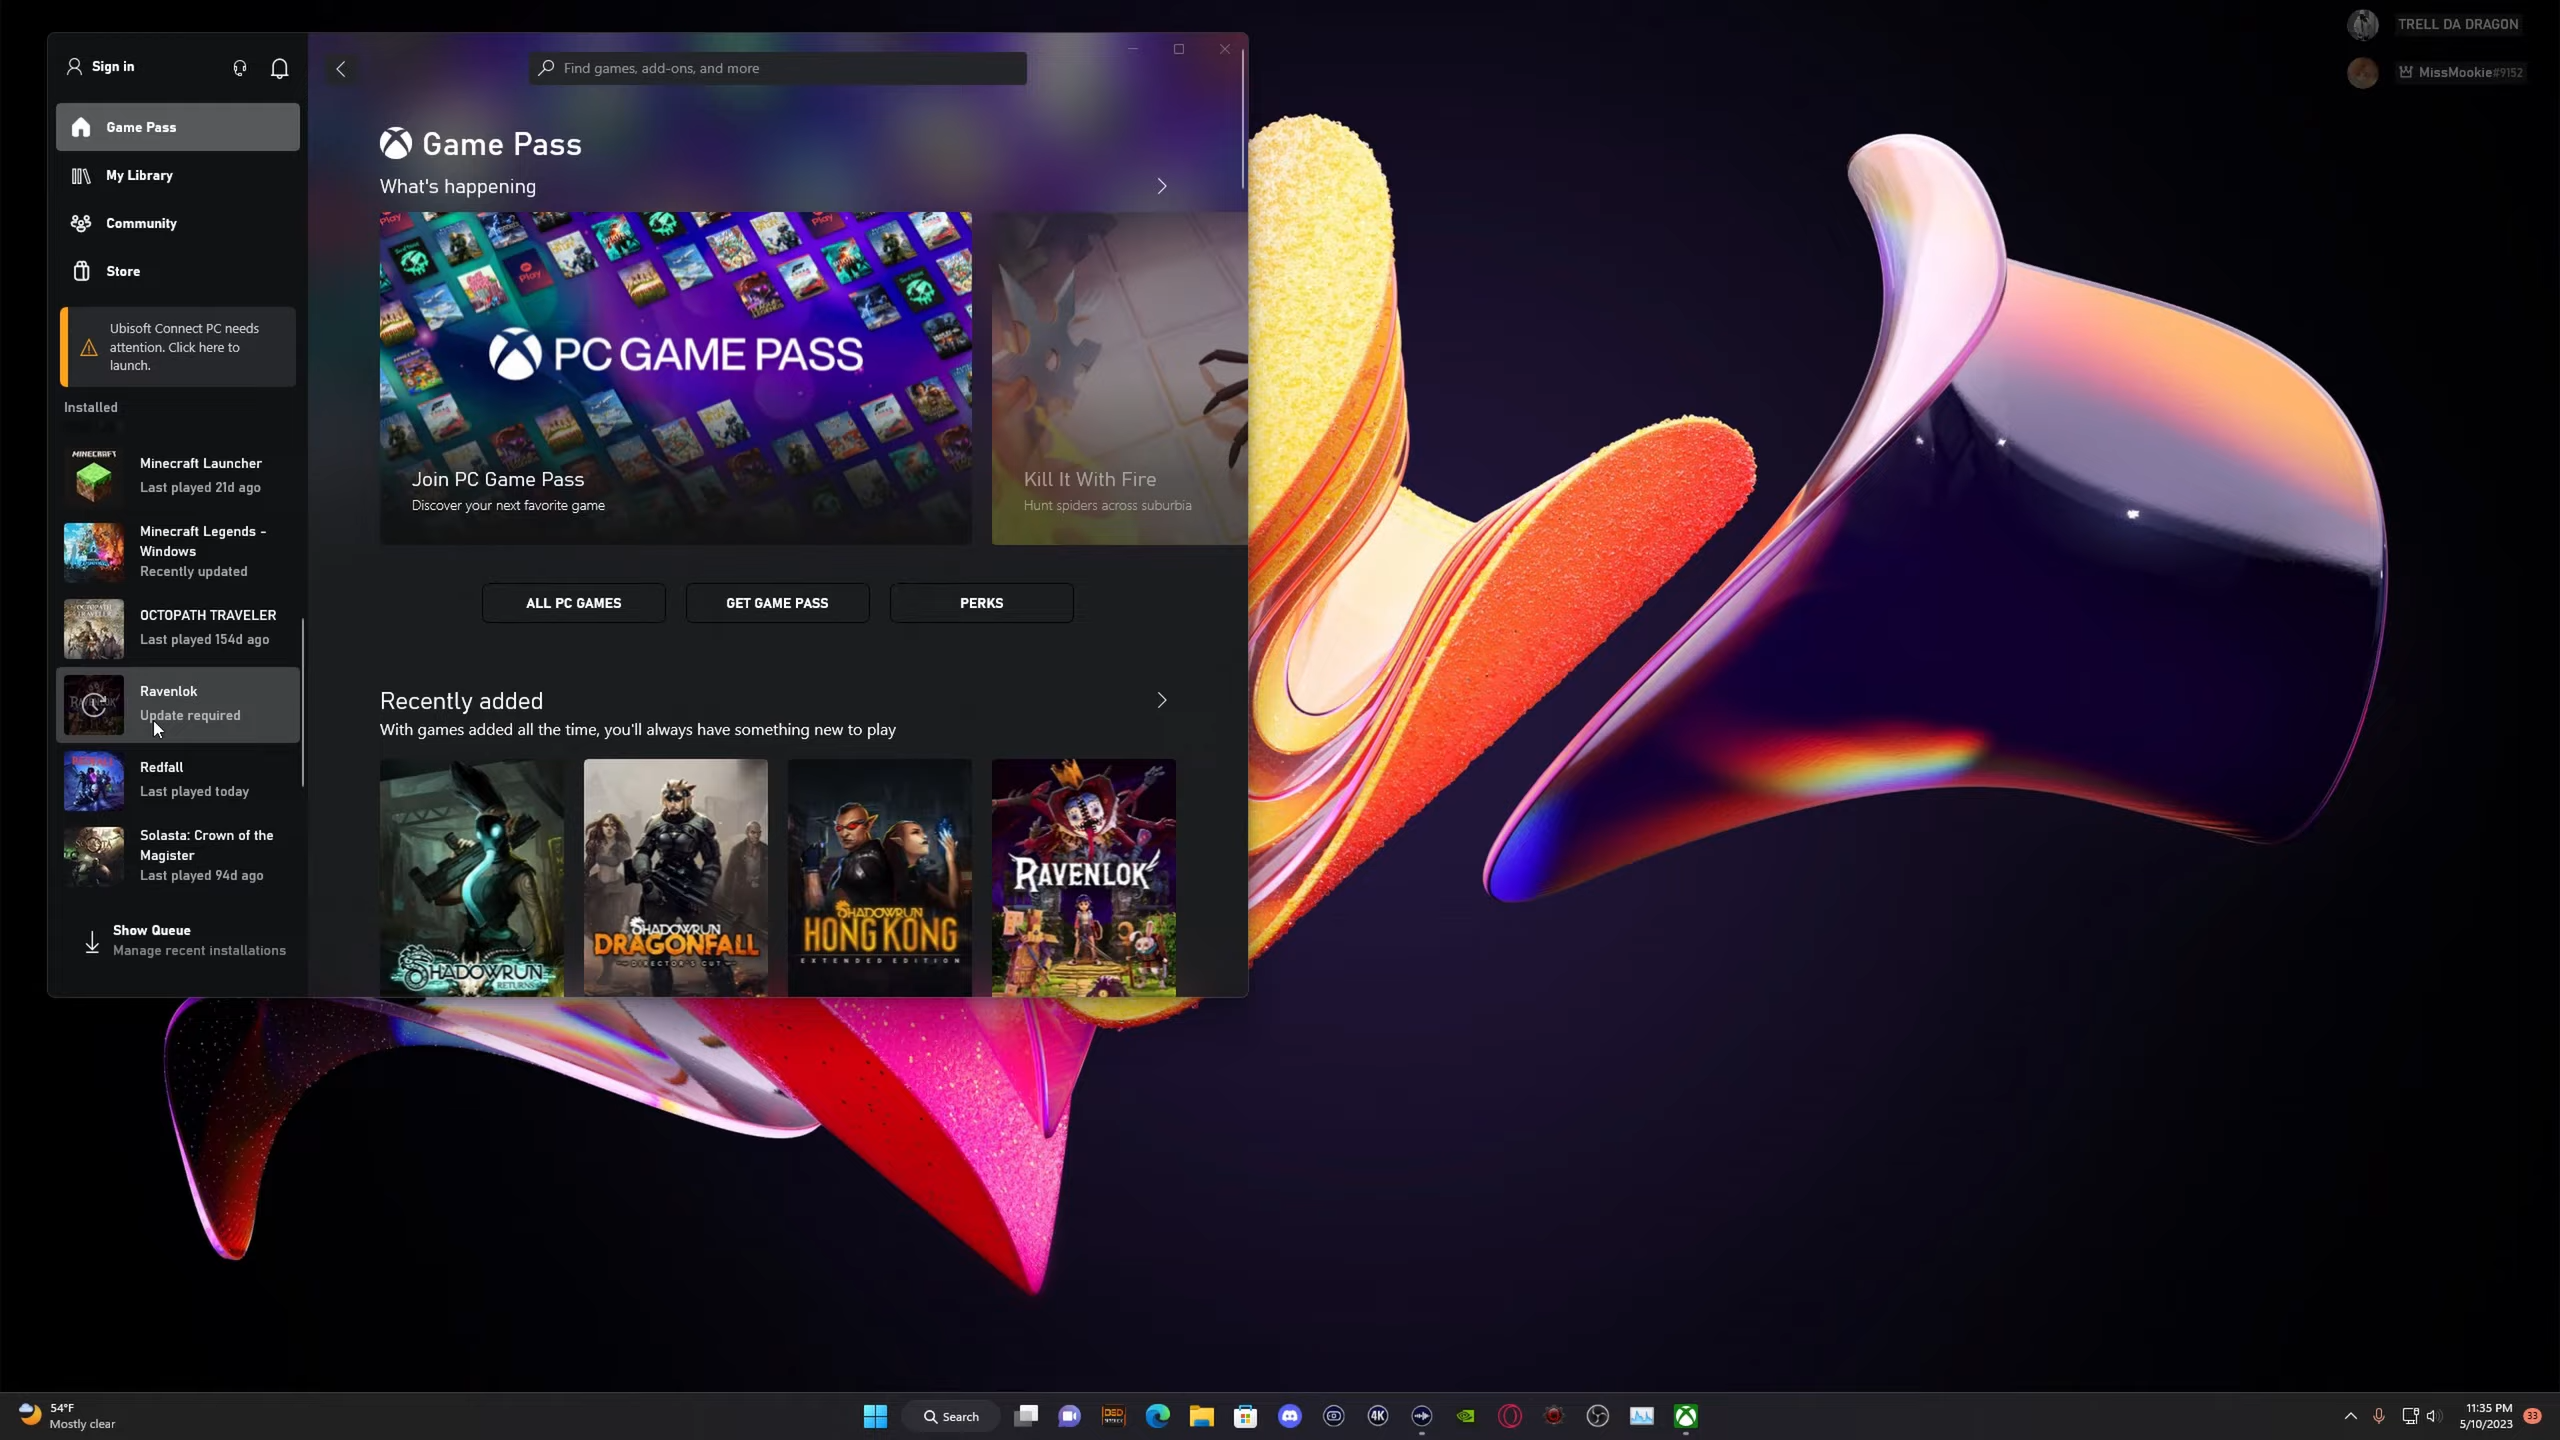 TRELL DA DRAGON
MissMookie#9152
Sign in
Find games, add-ons, and more
Game Pass
My Library
Community
Store
Ubisoft Connect PC needs
attention. Click here to
launch.
Installed
MINECRAFT
Minecraft Launcher
Last played 21d ago
Minecraft Legends -
Windows
Recently updated
OCTOPATH TRAVELER
Last played 154d ago
Ravenlok
Update required
REDFALL
Redfall
Last played today
Solasta: Crown of the
Magister
Last played 94d ago
Show Queue
Manage recent installations
Game Pass
What's happening
PC GAME PASS
Join PC Game Pass
Discover your next favorite game
Kill It With Fire
Hunt spiders across suburbia
ALL PC GAMES
GET GAME PASS
PERKS
Recently added
With games added all the time, you'll always have something new to play
SHADOWRUN
RETURNS
SHADOWRUN
DRAGONFALL
DIRECTOR'S CUT
SHADOWRUN
HONG KONG
EXTENDED EDITION
RAVENLOK
54°F
Mostly clear
Search
4K
11:35 PM
5/10/2023
33